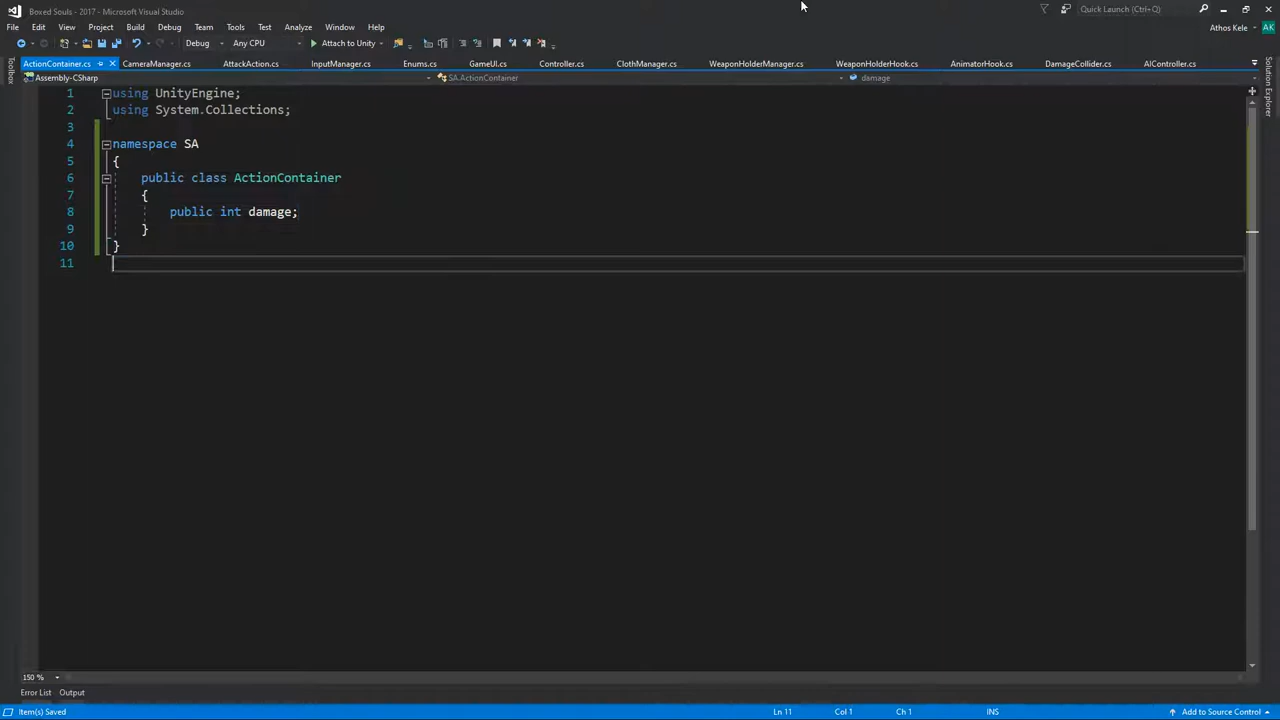 Boxed Souls - 2017 - Microsoft Visual Studio
Quick Launch (Ctrl+Q)
File Edit View Project Build Debug Team Tools Test Analyze Window Help
Athos Kele AK
Debug Any CPU Attach to Unity
ActionContainer.cs CameraManager.cs AttackAction.cs InputManager.cs Enums.cs GameUI.cs Controller.cs ClothManager.cs WeaponHolderManager.cs WeaponHolderHook.cs AnimatorHook.cs DamageCollider.cs AIController.cs
Toolbox
Solution Explorer
Assembly-CSharp SA.ActionContainer damage
1 using UnityEngine;
2 using System.Collections;
3
4 namespace SA
5 {
6 public class ActionContainer
7 {
8 public int damage;
9 }
10 }
11
150 %
Error List Output
Item(s) Saved Ln 11 Col 1 Ch 1 INS Add to Source Control